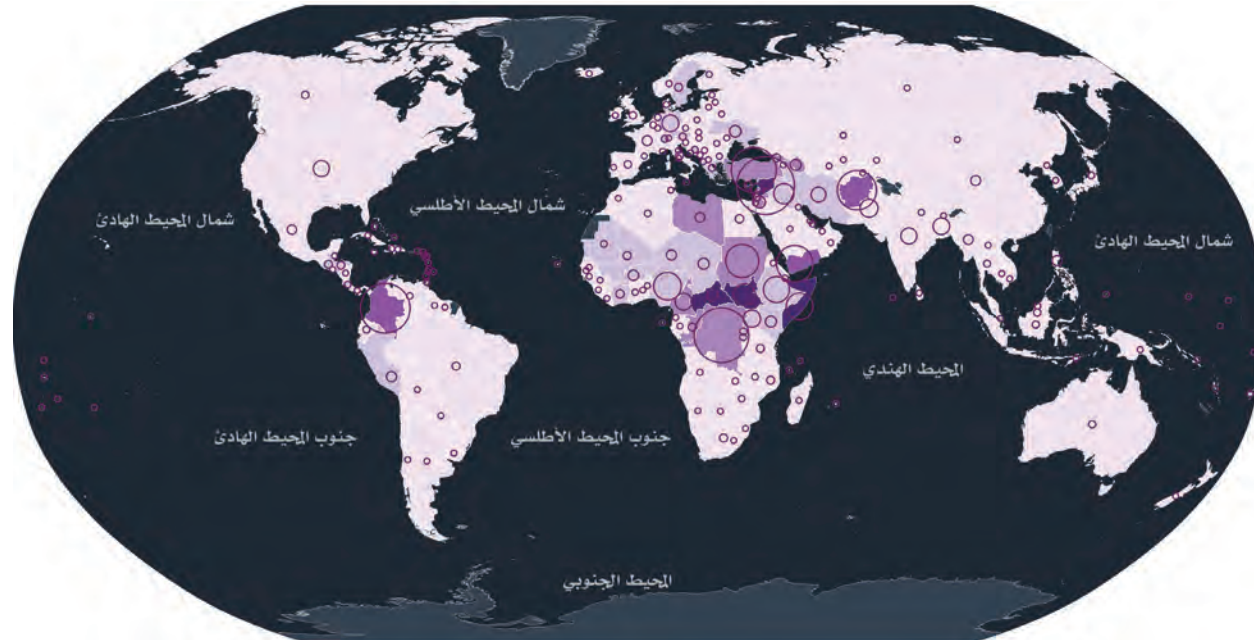 شمال المحيط الأطلسي
شمال المحيط الهادئ
شمال المحيط الهادئ
المحيط الهندي
جنوب المحيط الأطلسي
جنوب المحيط الهادئ
المحيط الجنوبي